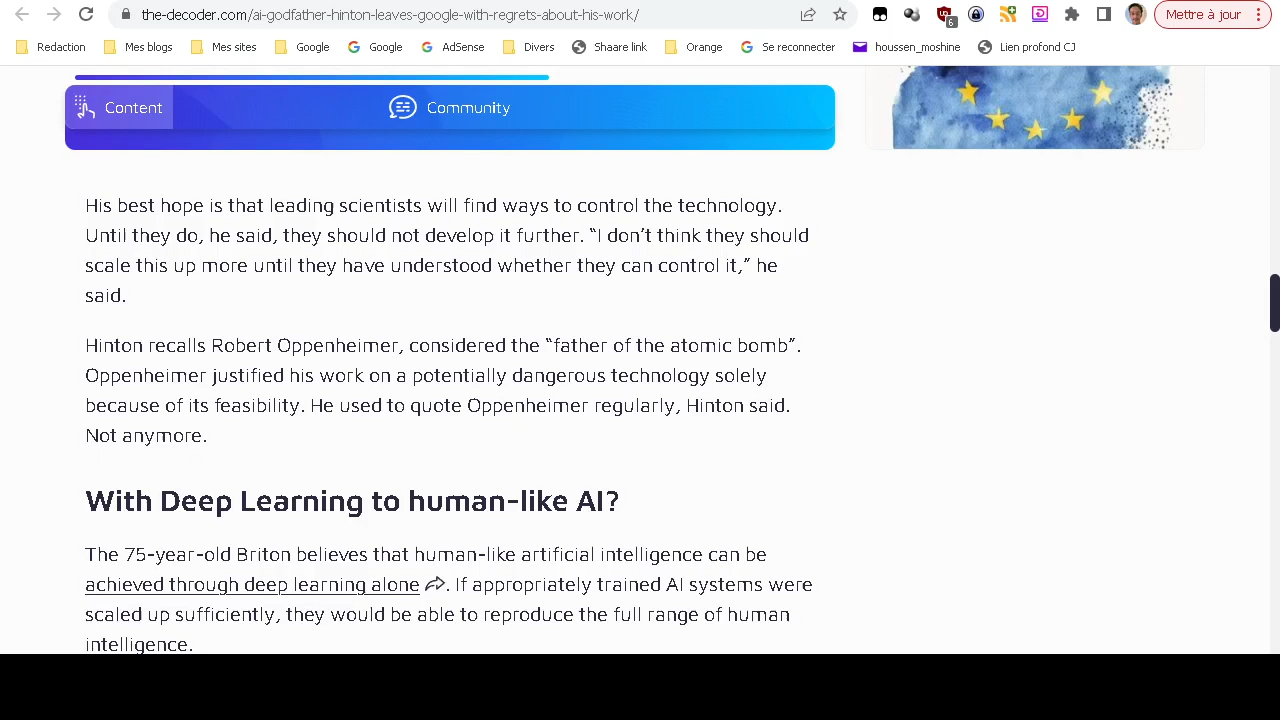 the-decoder.com/ai-godfather-hinton-leaves-google-with-regrets-about-his-work/
6
Mettre à jour
Redaction Mes blogs Mes sites Google Google AdSense Divers Shaare link Orange Se reconnecter houssen_moshine Lien profond CJ
Content Community
His best hope is that leading scientists will find ways to control the technology.
Until they do, he said, they should not develop it further. “I don’t think they should
scale this up more until they have understood whether they can control it,” he
said.
Hinton recalls Robert Oppenheimer, considered the “father of the atomic bomb”.
Oppenheimer justified his work on a potentially dangerous technology solely
because of its feasibility. He used to quote Oppenheimer regularly, Hinton said.
Not anymore.
With Deep Learning to human-like AI?
The 75-year-old Briton believes that human-like artificial intelligence can be
achieved through deep learning alone. If appropriately trained AI systems were
scaled up sufficiently, they would be able to reproduce the full range of human
intelligence.